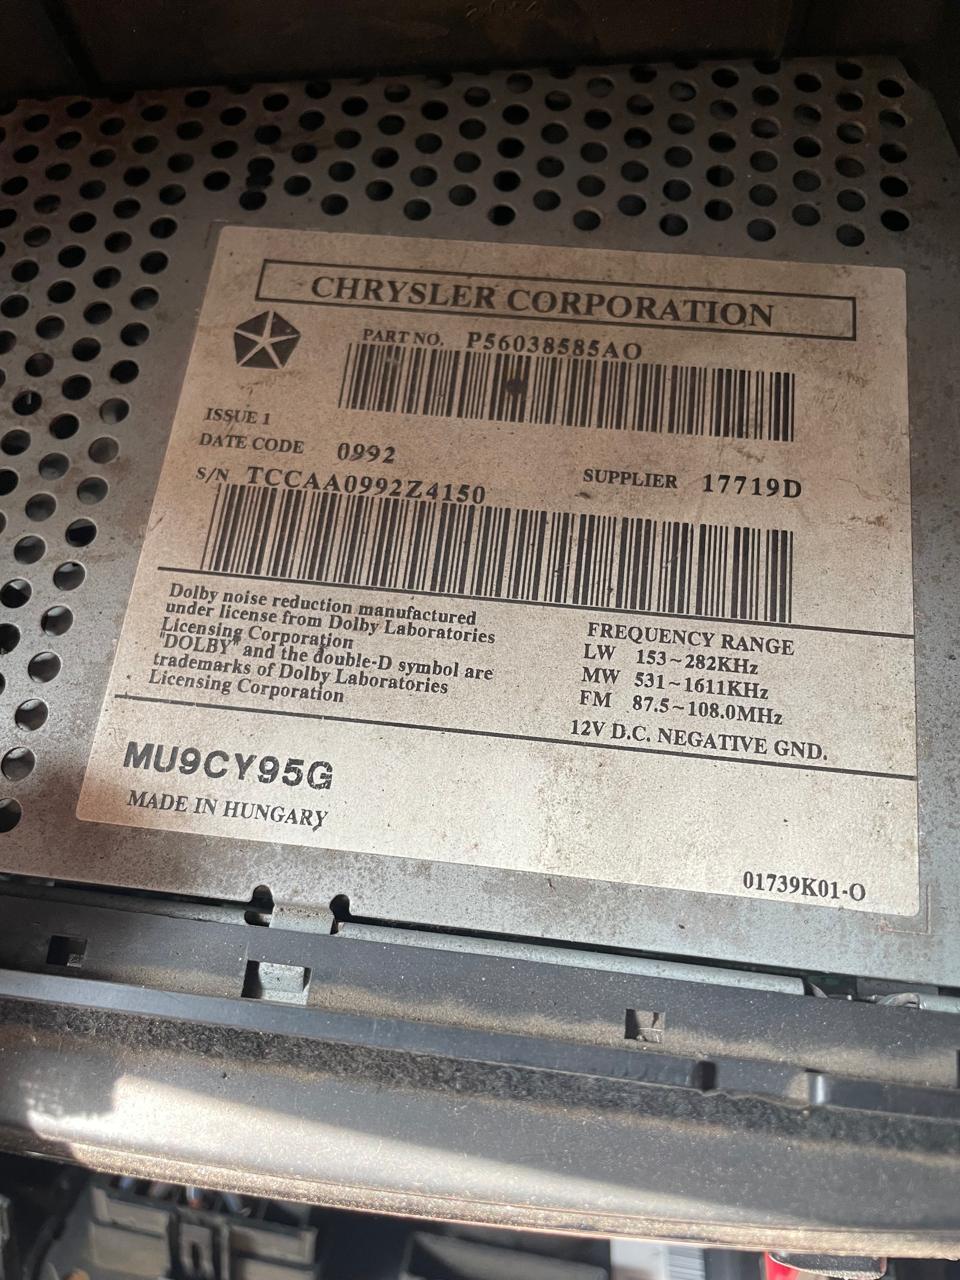 CHRYSLER CORPORATION
PART NO. P56038585AO
ISSUE 1
DATE CODE 0992
SUPPLIER 17719D
S/N TCCAA0992Z4150
Dolby noise reduction manufactured
under license from Dolby Laboratories
Licensing Corporation
"DOLBY" and the double-D symbol are
trademarks of Dolby Laboratories
Licensing Corporation
FREQUENCY RANGE
LW 153~282KHz
MW 531~1611KHz
FM 87.5~108.0MHz
12V D.C. NEGATIVE GND.
MU9CY95G
MADE IN HUNGARY
01739K01-O